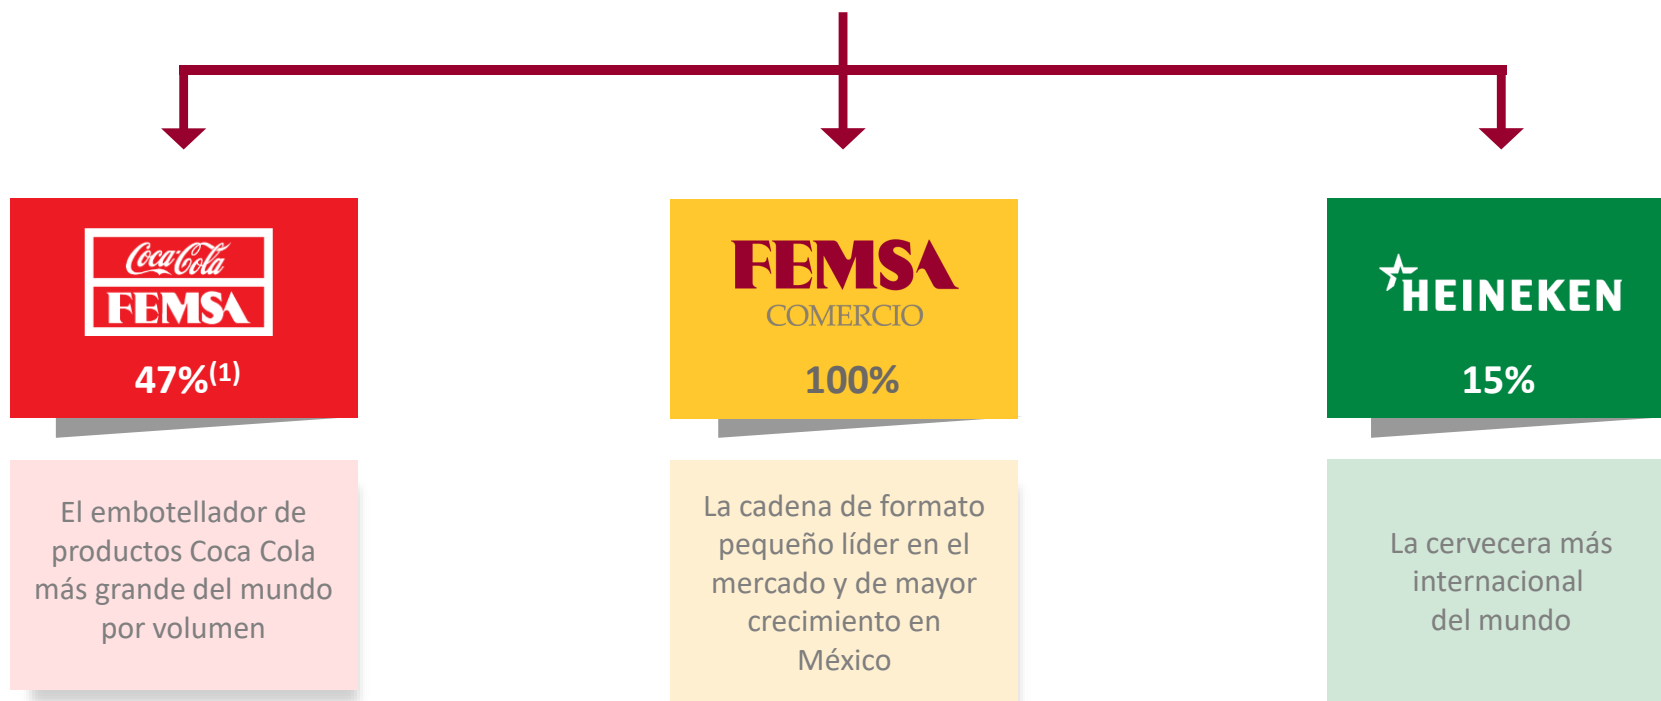 Coca-Cola
FEMSA
47%(1)
El embotellador de
productos Coca Cola
más grande del mundo
por volumen
FEMSA
COMERCIO
100%
La cadena de formato
pequeño líder en el
mercado y de mayor
crecimiento en
México
HEINEKEN
15%
La cervecera más
internacional
del mundo